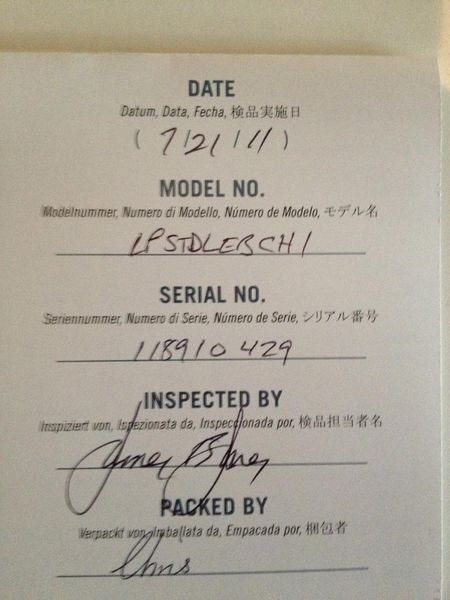 DATE
Datum, Data, Fecha, 検品実施日
( 7/21/11 )
MODEL NO.
Modelnummer, Numero di Modello, Número de Modelo, モデル名
LPSTDLEBCH1
SERIAL NO.
Seriennummer, Numero di Serie, Número de Serie, シリアル番号
118910429
INSPECTED BY
Inspiziert von, Ispezionata da, Inspeccionada por, 検品担当者名
PACKED BY
Verpackt von, Imballata da, Empacada por, 梱包者
Chris